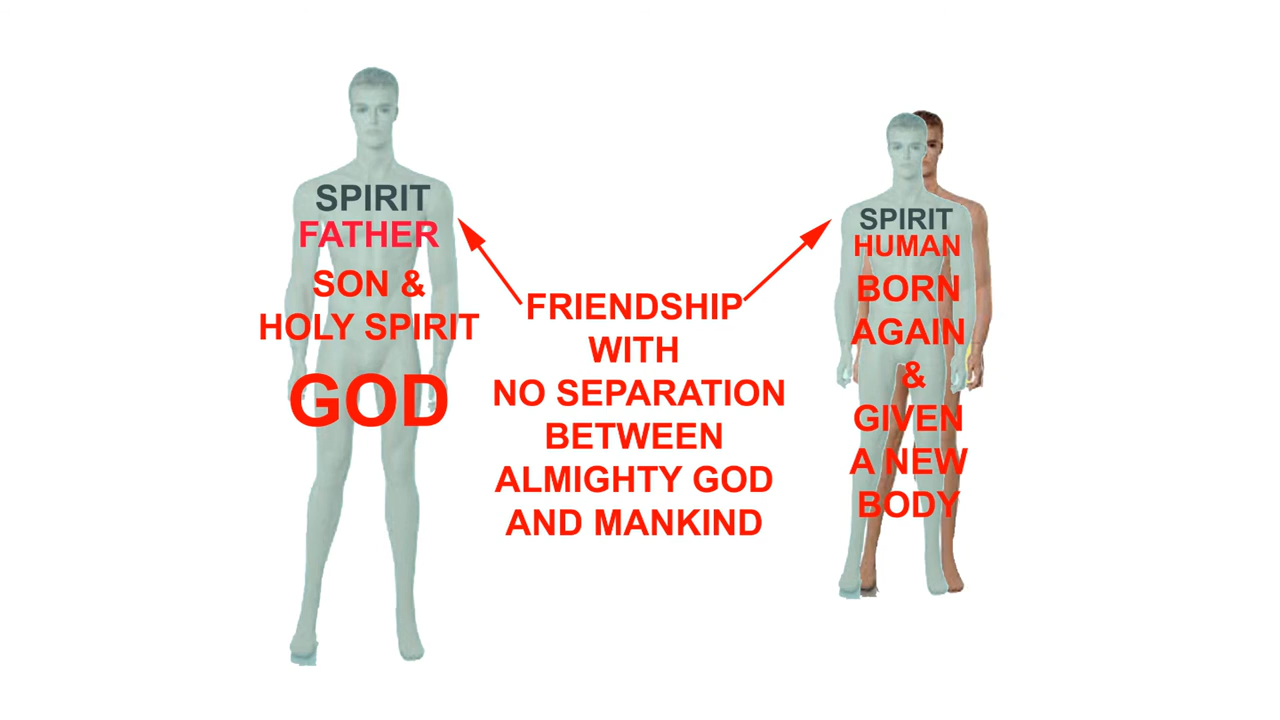 SPIRIT
FATHER
SON &
HOLY SPIRIT
GOD
FRIENDSHIP
WITH
NO SEPARATION
BETWEEN
ALMIGHTY GOD
AND MANKIND
SPIRIT
HUMAN
BORN
AGAIN
&
GIVEN
A NEW
BODY